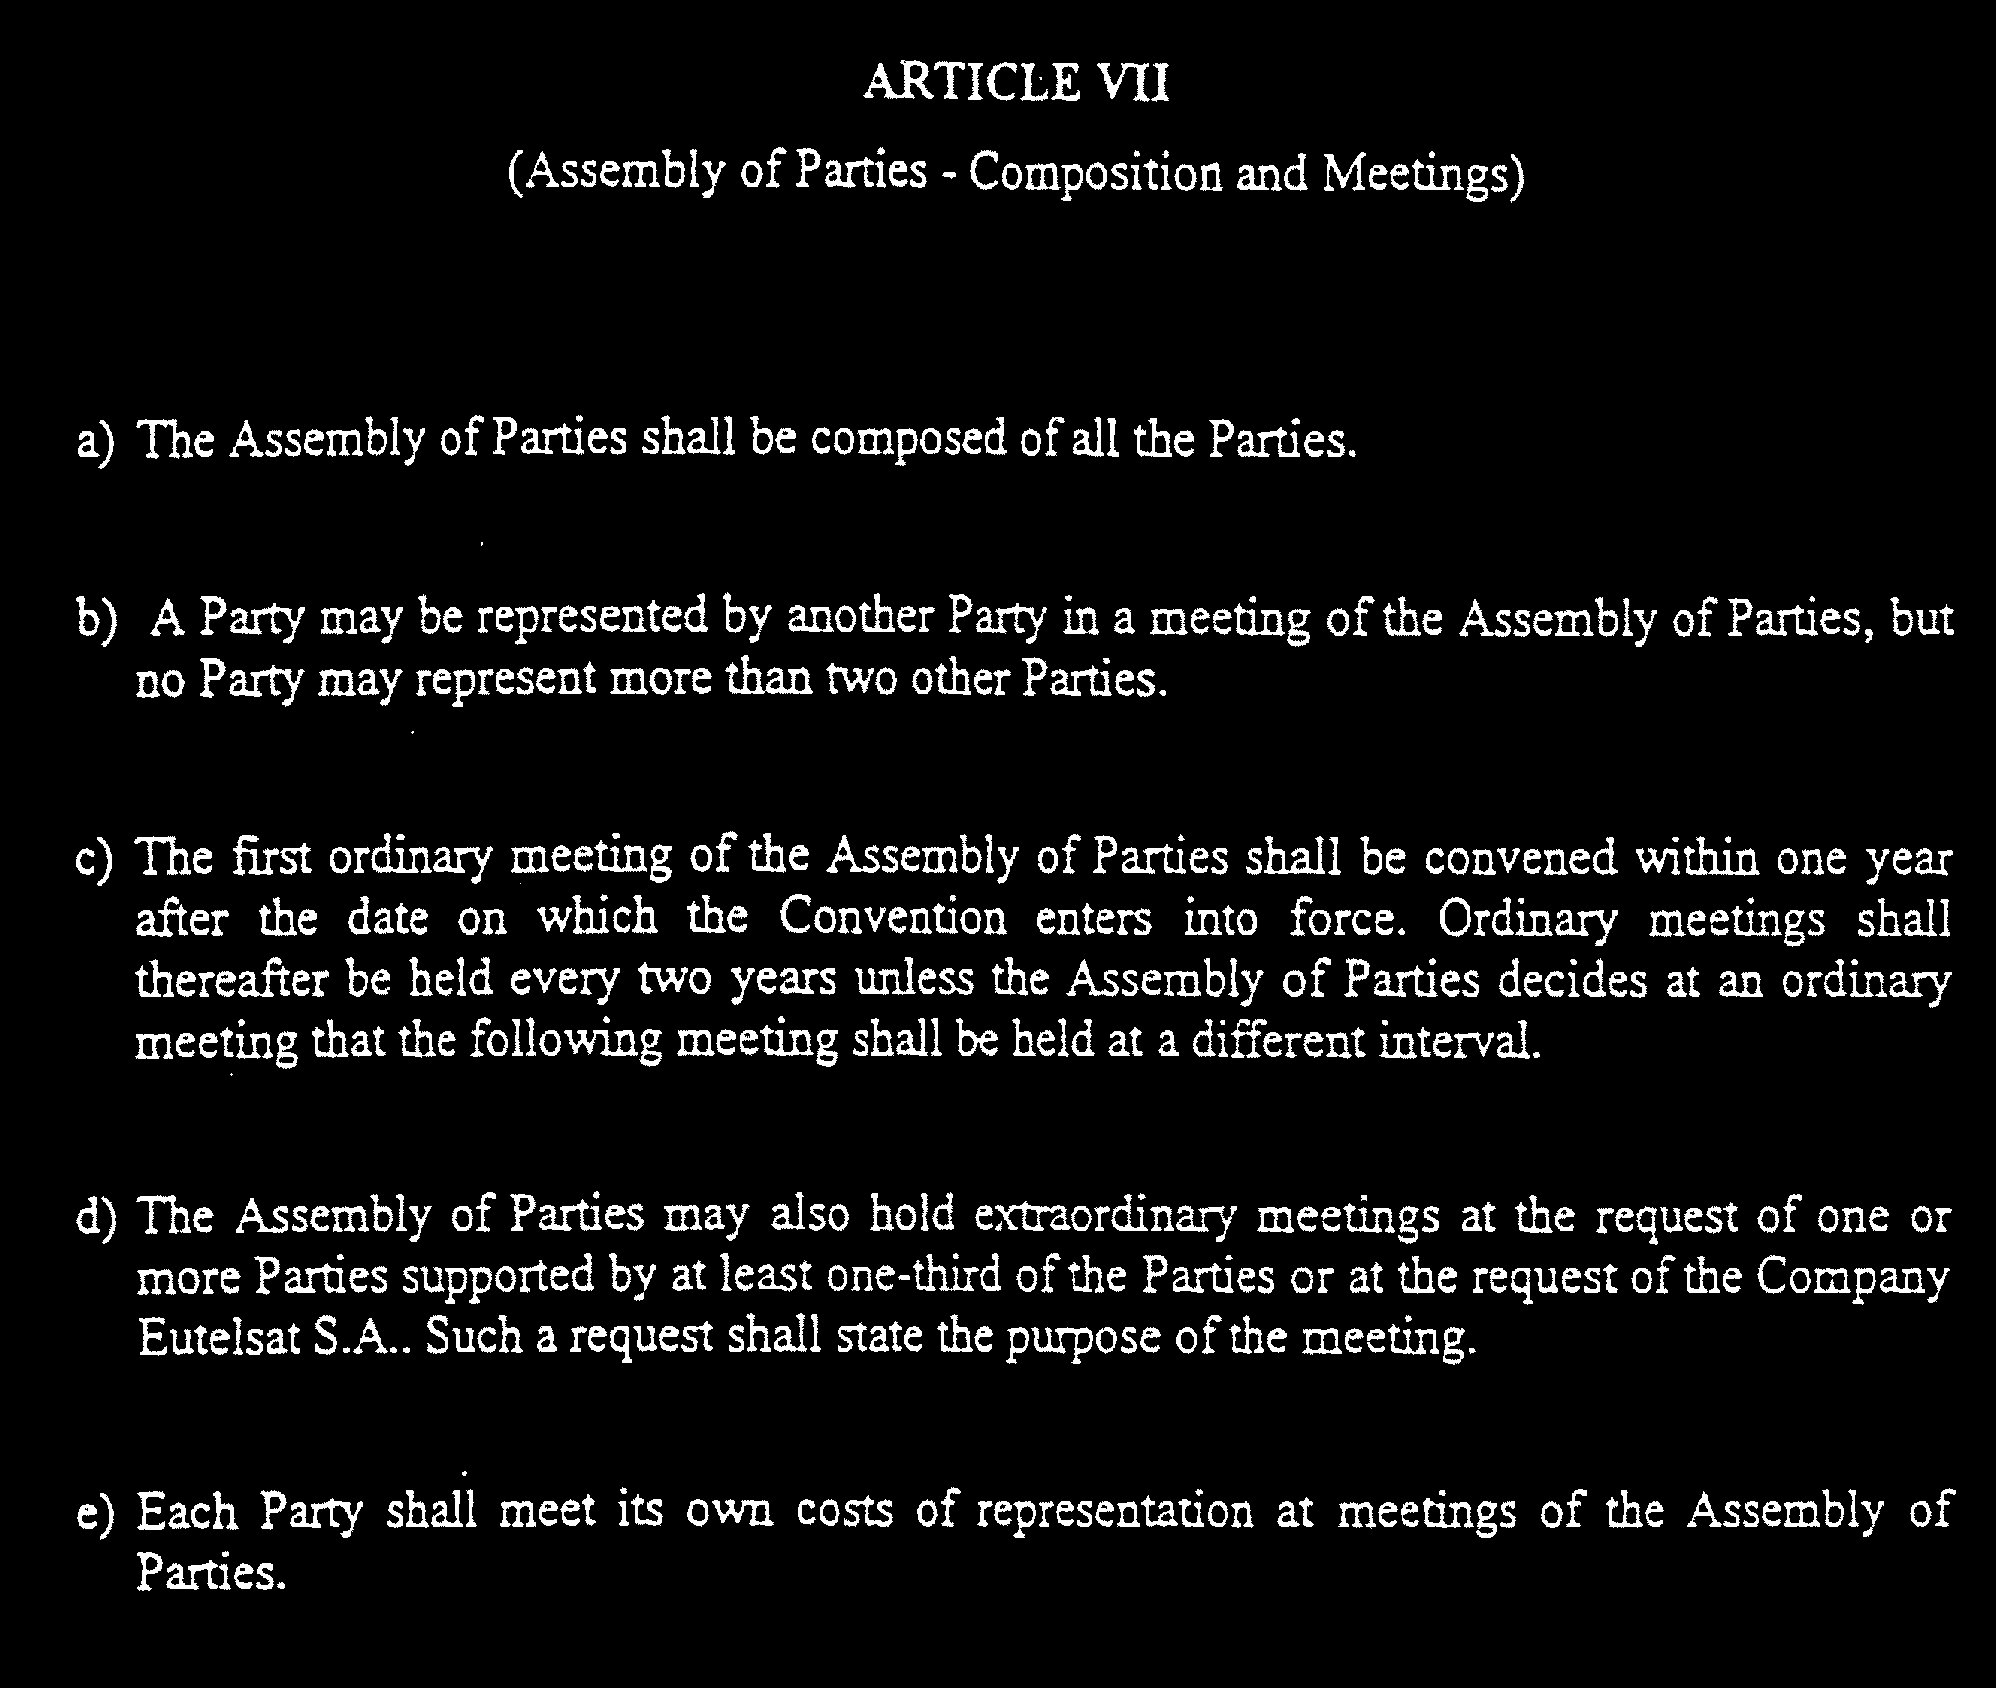 ARTICLE VII
(Assembly of Parties - Composition and Meetings)
a) The Assembly of Parties shall be composed of all the Parties.
b) A Party may be represented by another Party in a meeting of the Assembly of Parties, but
no Party may represent more than two other Parties.
c) The first ordinary meeting of the Assembly of Parties shall be convened within one year
after the date on which the Convention enters into force. Ordinary meetings shall
thereafter be held every two years unless the Assembly of Parties decides at an ordinary
meeting that the following meeting shall be held at a different interval.
d) The Assembly of Parties may also hold extraordinary meetings at the request of one or
more Parties supported by at least one-third of the Parties or at the request of the Company
Eutelsat S.A.. Such a request shall state the purpose of the meeting.
e) Each Party shall meet its own costs of representation at meetings of the Assembly of
Parties.